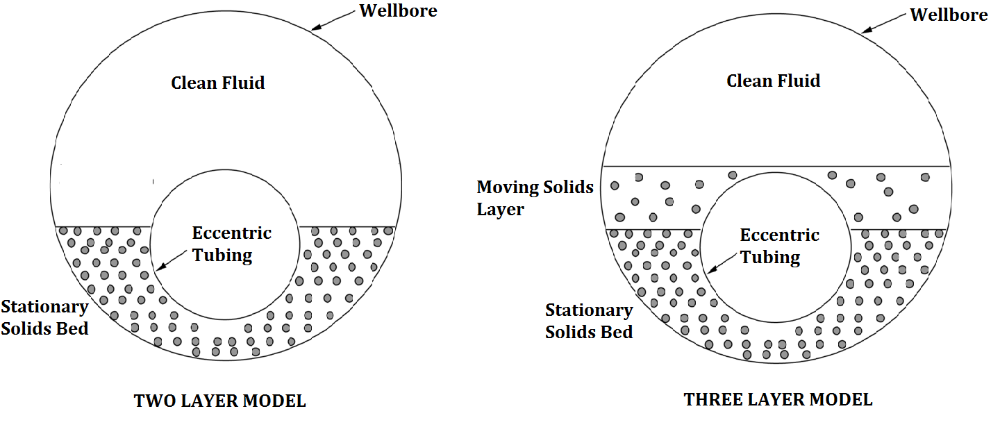 Wellbore
Clean Fluid
Eccentric
Tubing
Stationary
Solids Bed
TWO LAYER MODEL
Wellbore
Clean Fluid
Moving Solids
Layer
Eccentric
Tubing
Stationary
Solids Bed
THREE LAYER MODEL